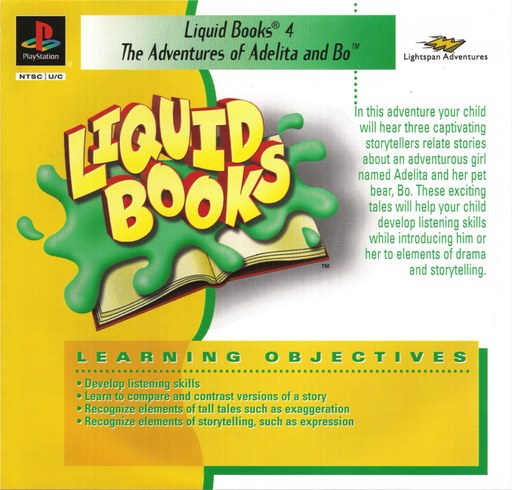 PlayStation
NTSC U/C
Liquid Books® 4
The Adventures of Adelita and Bo™
Lightspan Adventures
LIQUID
BOOKS
™
In this adventure your child
will hear three captivating
storytellers relate stories
about an adventurous girl
named Adelita and her pet
bear, Bo. These exciting
tales will help your child
develop listening skills
while introducing him or
her to elements of drama
and storytelling.
LEARNING OBJECTIVES
• Develop listening skills
• Learn to compare and contrast versions of a story
• Recognize elements of tall tales such as exaggeration
• Recognize elements of storytelling, such as expression